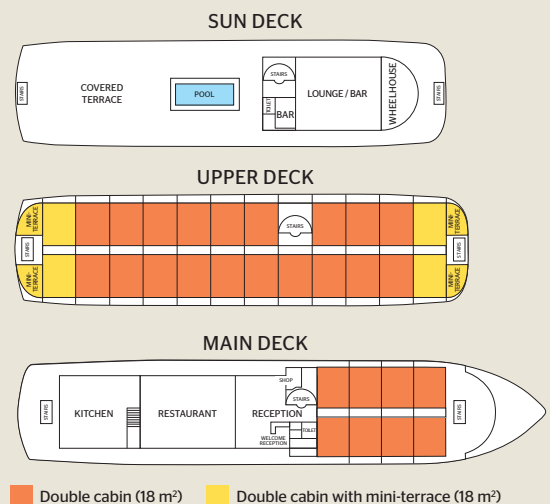 SUN DECK
STAIRS
COVERED
TERRACE
POOL
STAIRS
TOILET
BAR
LOUNGE / BAR
WHEELHOUSE
STAIRS
UPPER DECK
MINI-
TERRACE
STAIRS
MINI-
TERRACE
STAIRS
MINI-
TERRACE
STAIRS
MINI-
TERRACE
MAIN DECK
STAIRS
KITCHEN
RESTAURANT
SHOP
STAIRS
RECEPTION
WELCOME
RECEPTION
TOILET
STAIRS
Double cabin (18 m²)
Double cabin with mini-terrace (18 m²)